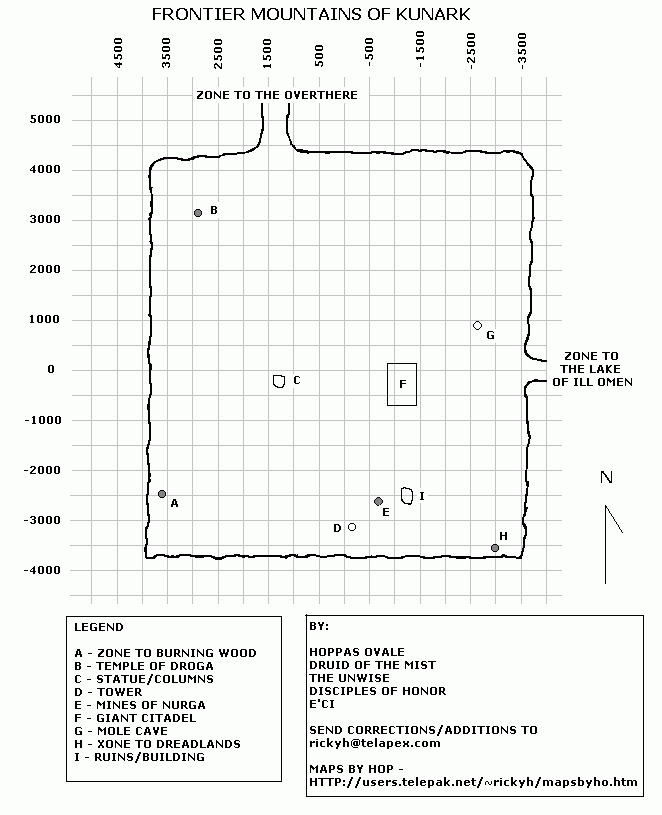 FRONTIER MOUNTAINS OF KUNARK
4500 3500 2500 1500 500 -500 -1500 -2500 -3500
ZONE TO THE OVERTHERE
5000
4000
3000
B
2000
1000
G
0
ZONE TO
THE LAKE
OF ILL OMEN
C
F
-1000
-2000
N
A
I
E
-3000
D
H
-4000
LEGEND
A - ZONE TO BURNING WOOD
B - TEMPLE OF DROGA
C - STATUE/COLUMNS
D - TOWER
E - MINES OF NURGA
F - GIANT CITADEL
G - MOLE CAVE
H - XONE TO DREADLANDS
I - RUINS/BUILDING
BY:
HOPPAS OVALE
DRUID OF THE MIST
THE UNWISE
DISCIPLES OF HONOR
E'CI
SEND CORRECTIONS/ADDITIONS TO
rickyh@telapex.com
MAPS BY HOP -
HTTP://users.telepak.net/~rickyh/mapsbyho.htm